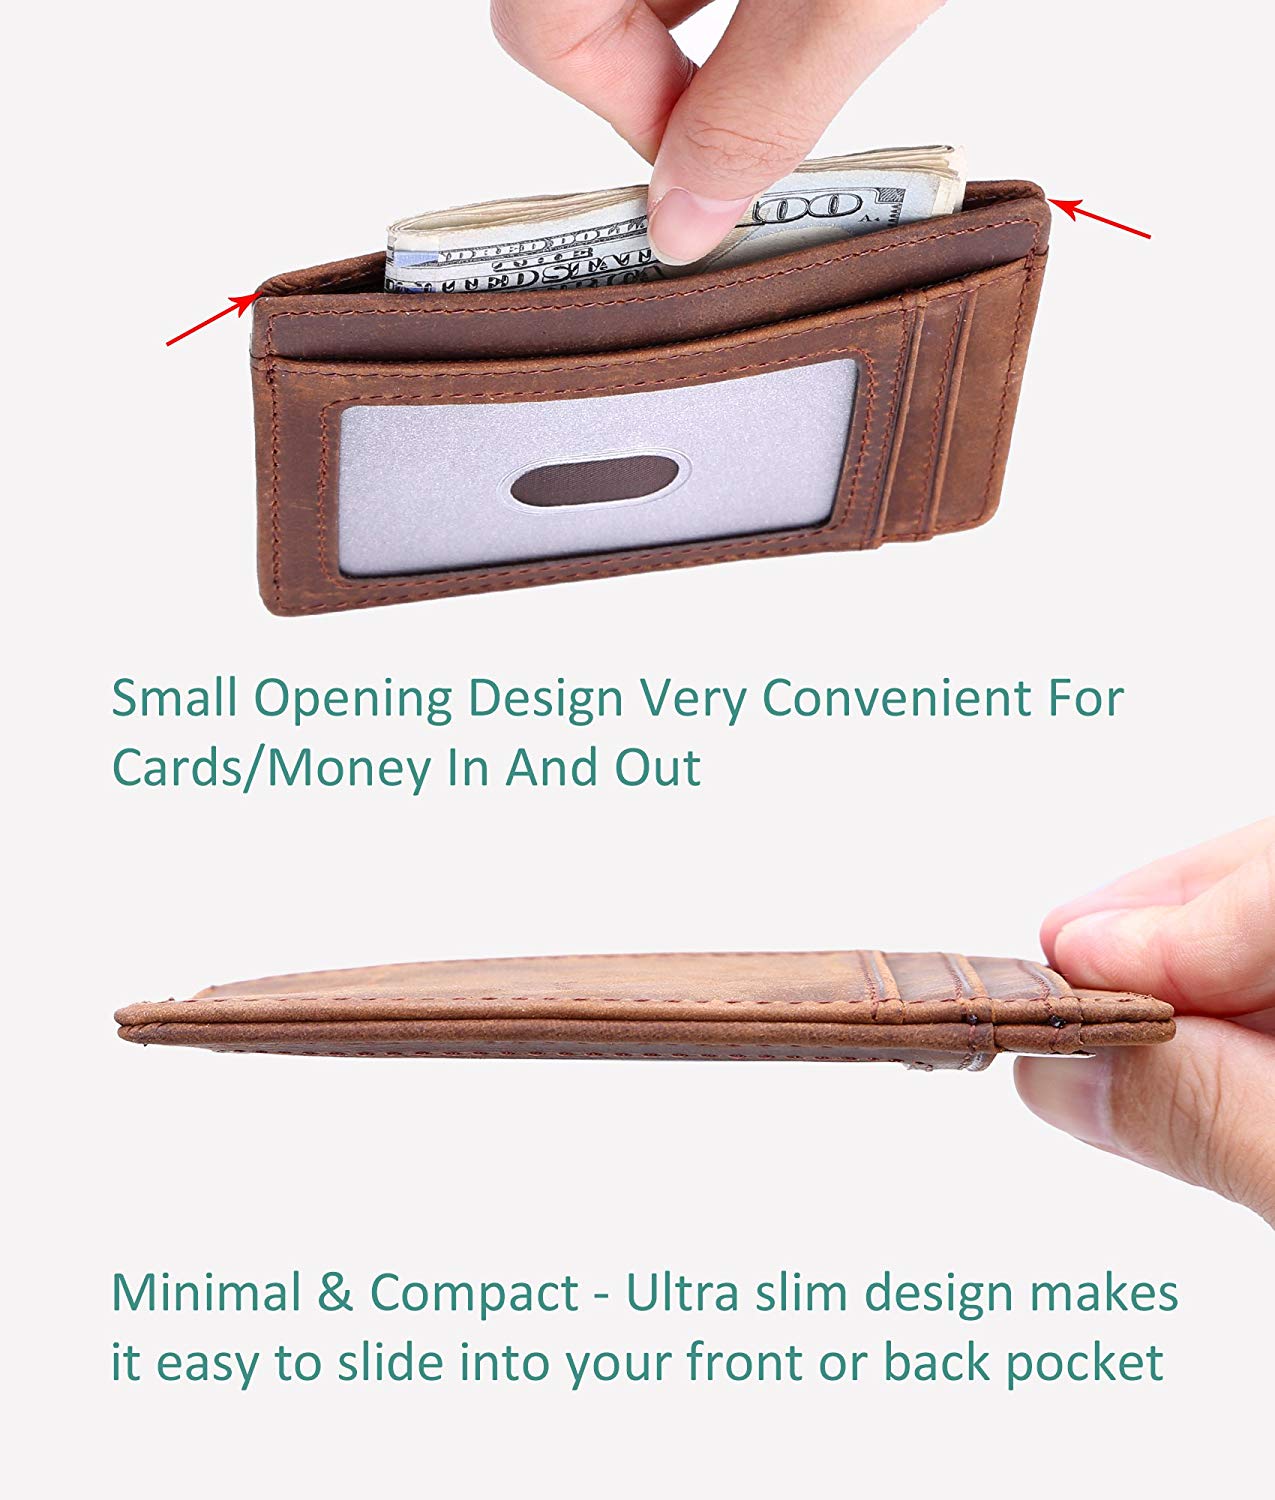 00
Small Opening Design Very Convenient For
Cards/Money In And Out
Minimal & Compact - Ultra slim design makes
it easy to slide into your front or back pocket